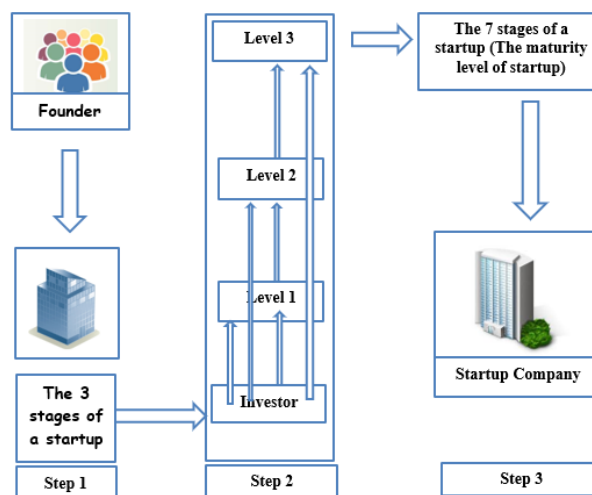 Founder
The 3
stages of
a startup
Step 1
Level 3
Level 2
Level 1
Investor
Step 2
The 7 stages of a
startup (The maturity
level of startup)
Startup Company
Step 3